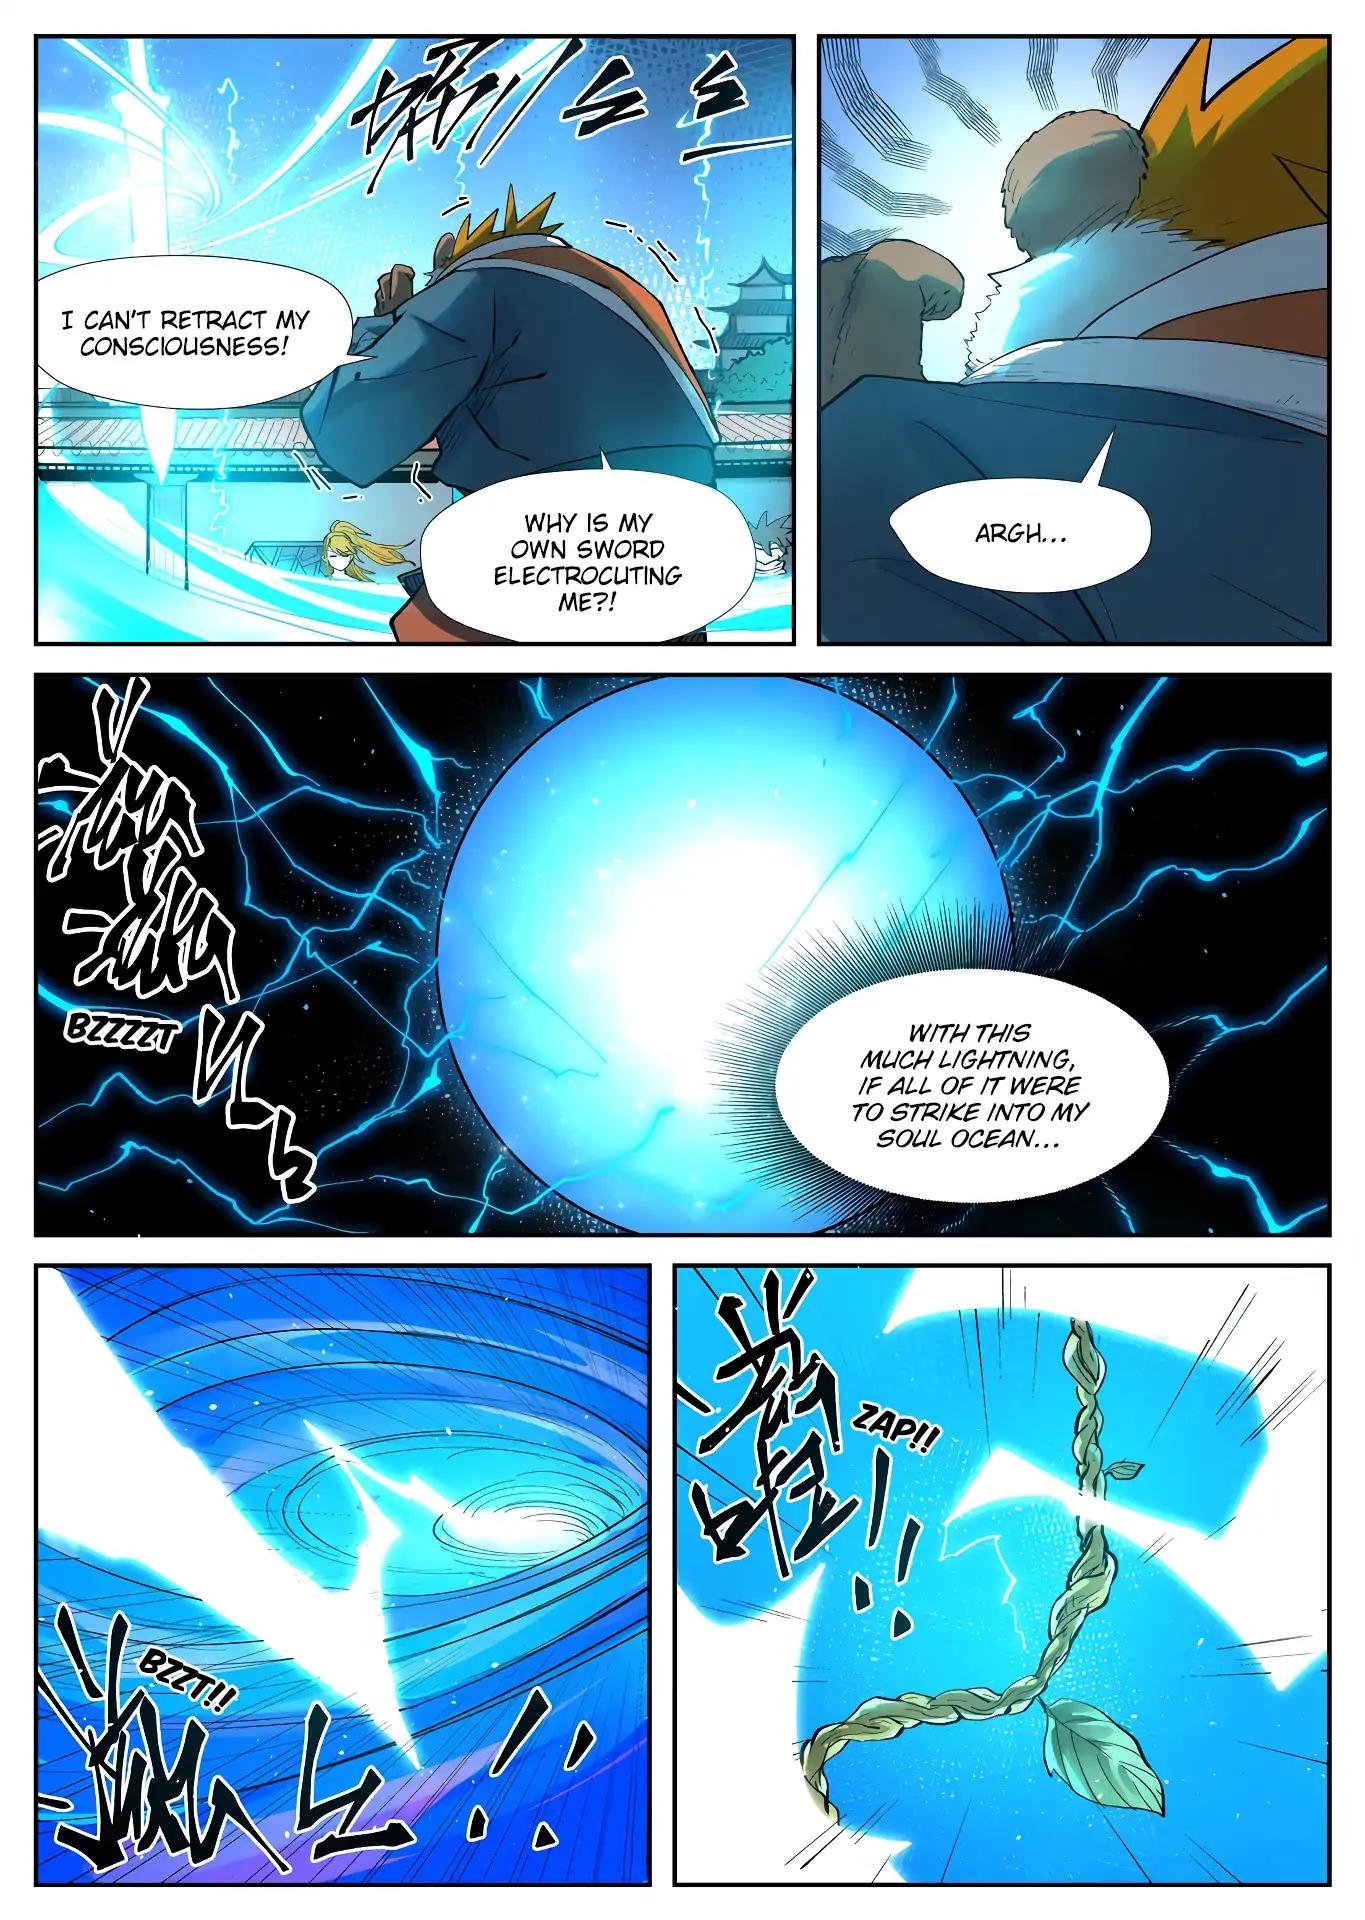 I CAN'T RETRACT MY
CONSCIOUSNESS!
WHY IS MY
OWN SWORD
ELECTROCUTING
ME?!
ARGH...
BZZZZT
WITH THIS
MUCH LIGHTNING,
IF ALL OF IT WERE
TO STRIKE INTO MY
SOUL OCEAN...
BZZT!!
ZAP!!